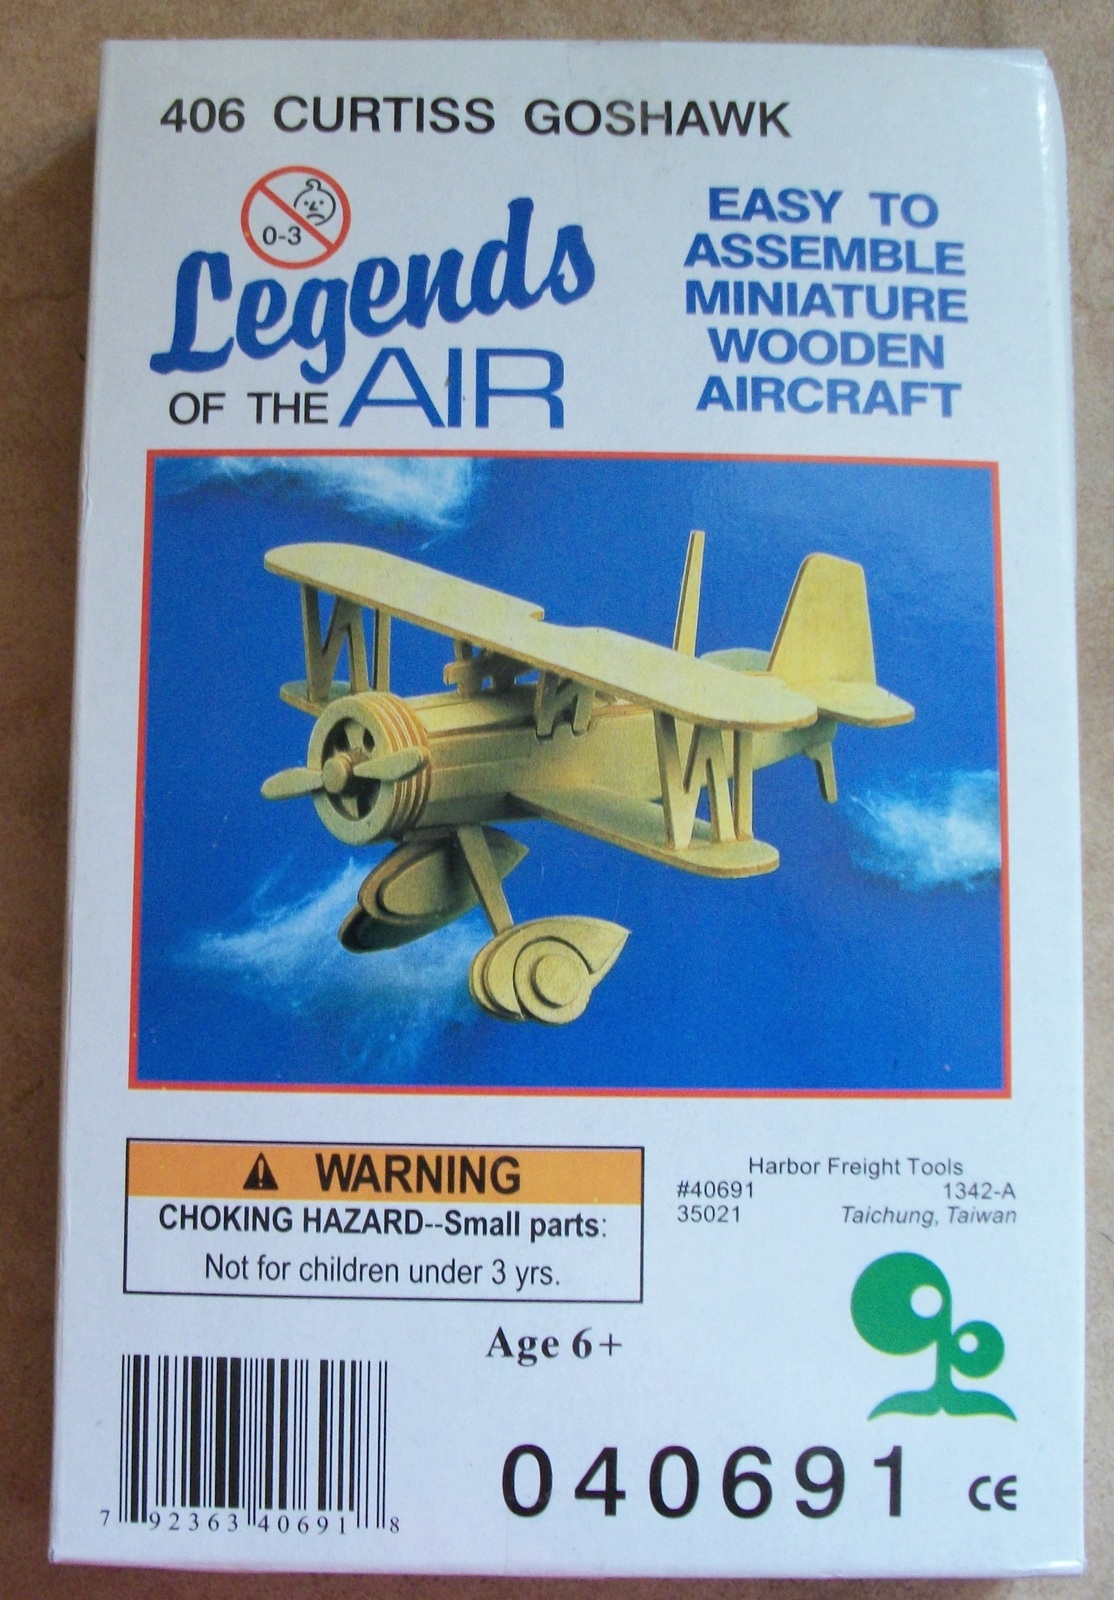 406 CURTISS GOSHAWK
0-3
Legends
OF THE AIR
EASY TO
ASSEMBLE
MINIATURE
WOODEN
AIRCRAFT
WARNING
CHOKING HAZARD--Small parts:
Not for children under 3 yrs.
Harbor Freight Tools
#40691 1342-A
35021 Taichung, Taiwan
Age 6+
7 92363 40691 8
040691 CE